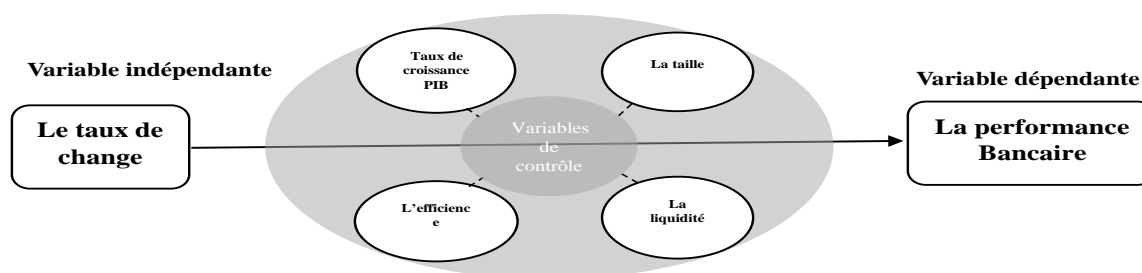 Variable indépendante
Le taux de
change
Taux de
croissance
PIB
La taille
Variables
de
contrôle
L'efficienc
e
La
liquidité
Variable dépendante
La performance
Bancaire